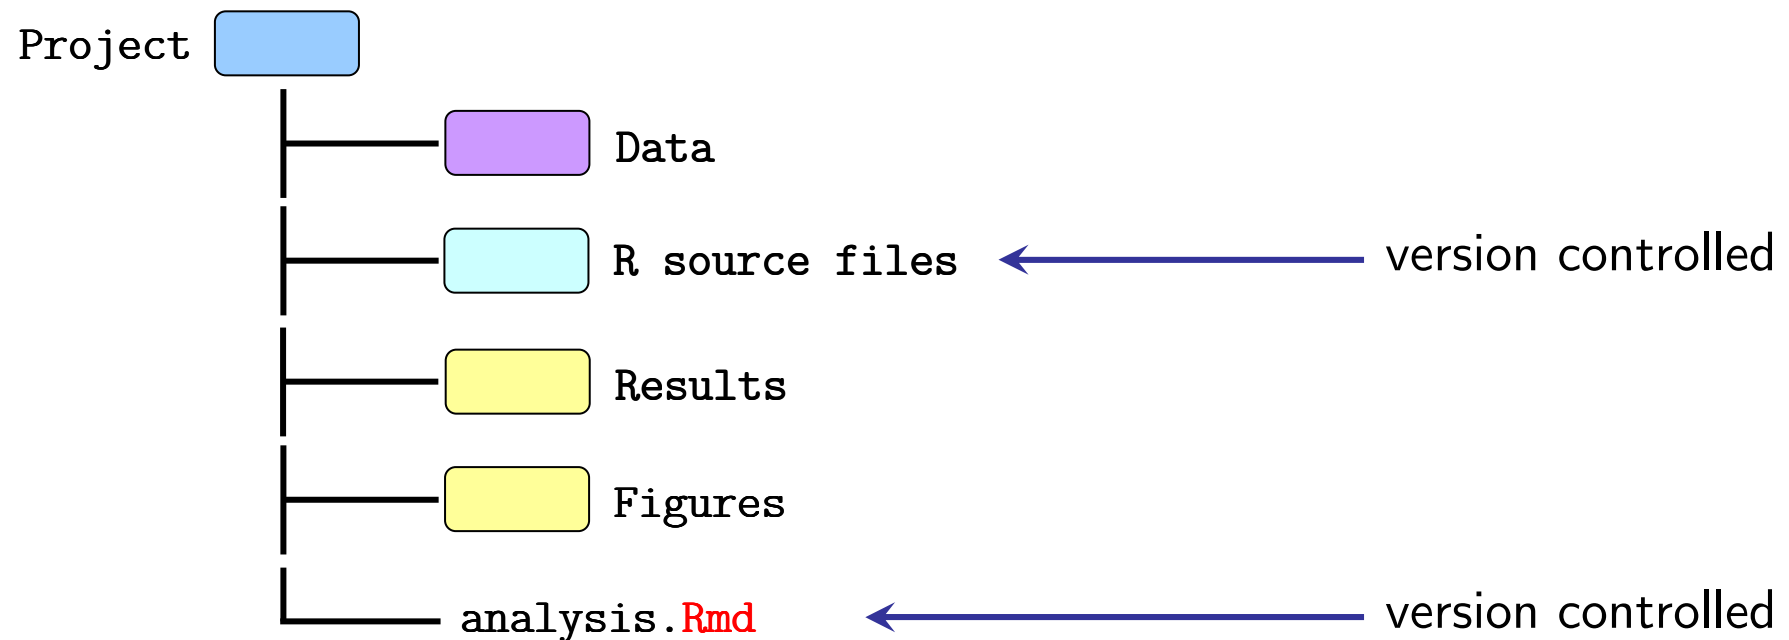 Project
Data
R source files
version controlled
Results
Figures
analysis.Rmd
version controlled